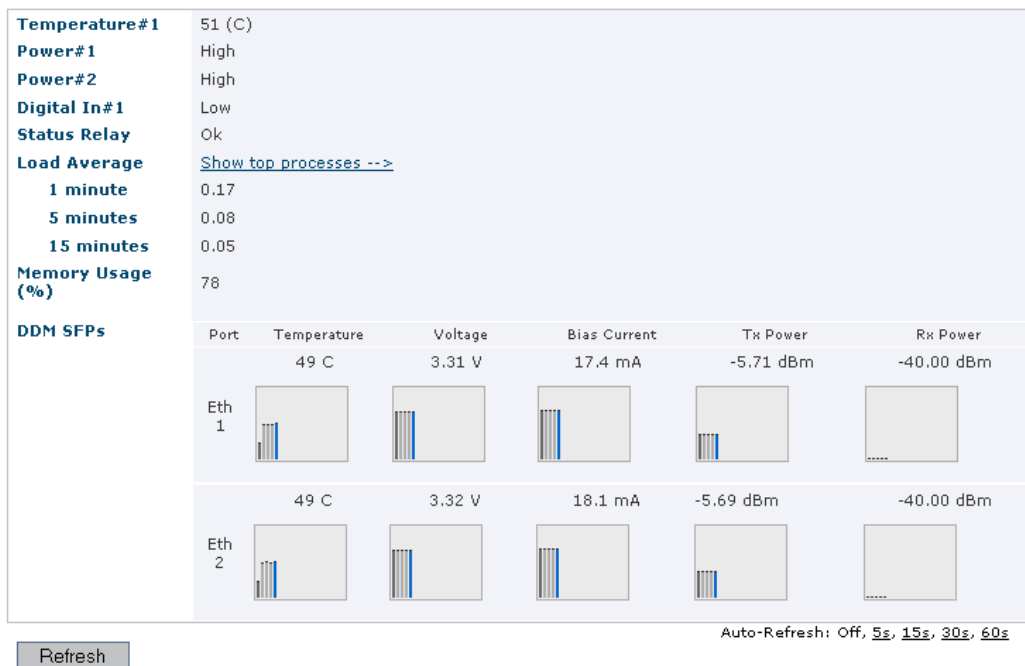 Temperature#1 51 (C)
Power#1 High
Power#2 High
Digital In#1 Low
Status Relay Ok
Load Average Show top processes -->
1 minute 0.17
5 minutes 0.08
15 minutes 0.05
Memory Usage (%) 78
DDM SFPs
Port Temperature Voltage Bias Current Tx Power Rx Power
49 C 3.31 V 17.4 mA -5.71 dBm -40.00 dBm
Eth
1
49 C 3.32 V 18.1 mA -5.69 dBm -40.00 dBm
Eth
2
Auto-Refresh: Off, 5s, 15s, 30s, 60s
Refresh